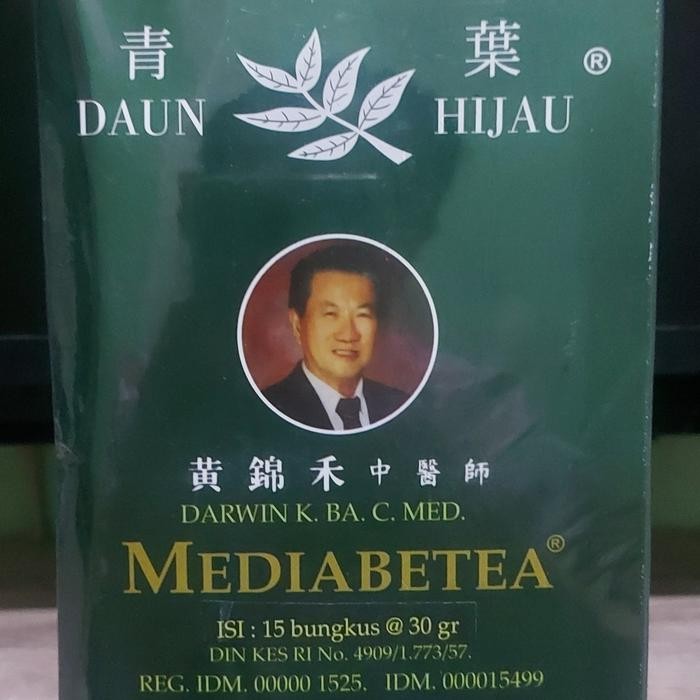 青 葉 ®
DAUN HIJAU
黄錦禾中醫師
DARWIN K. BA. C. MED.
MEDIABETEA®
ISI : 15 bungkus @ 30 gr
DIN KES RI No. 4909/1.773/57.
REG. IDM. 00000 1525, IDM. 000015499